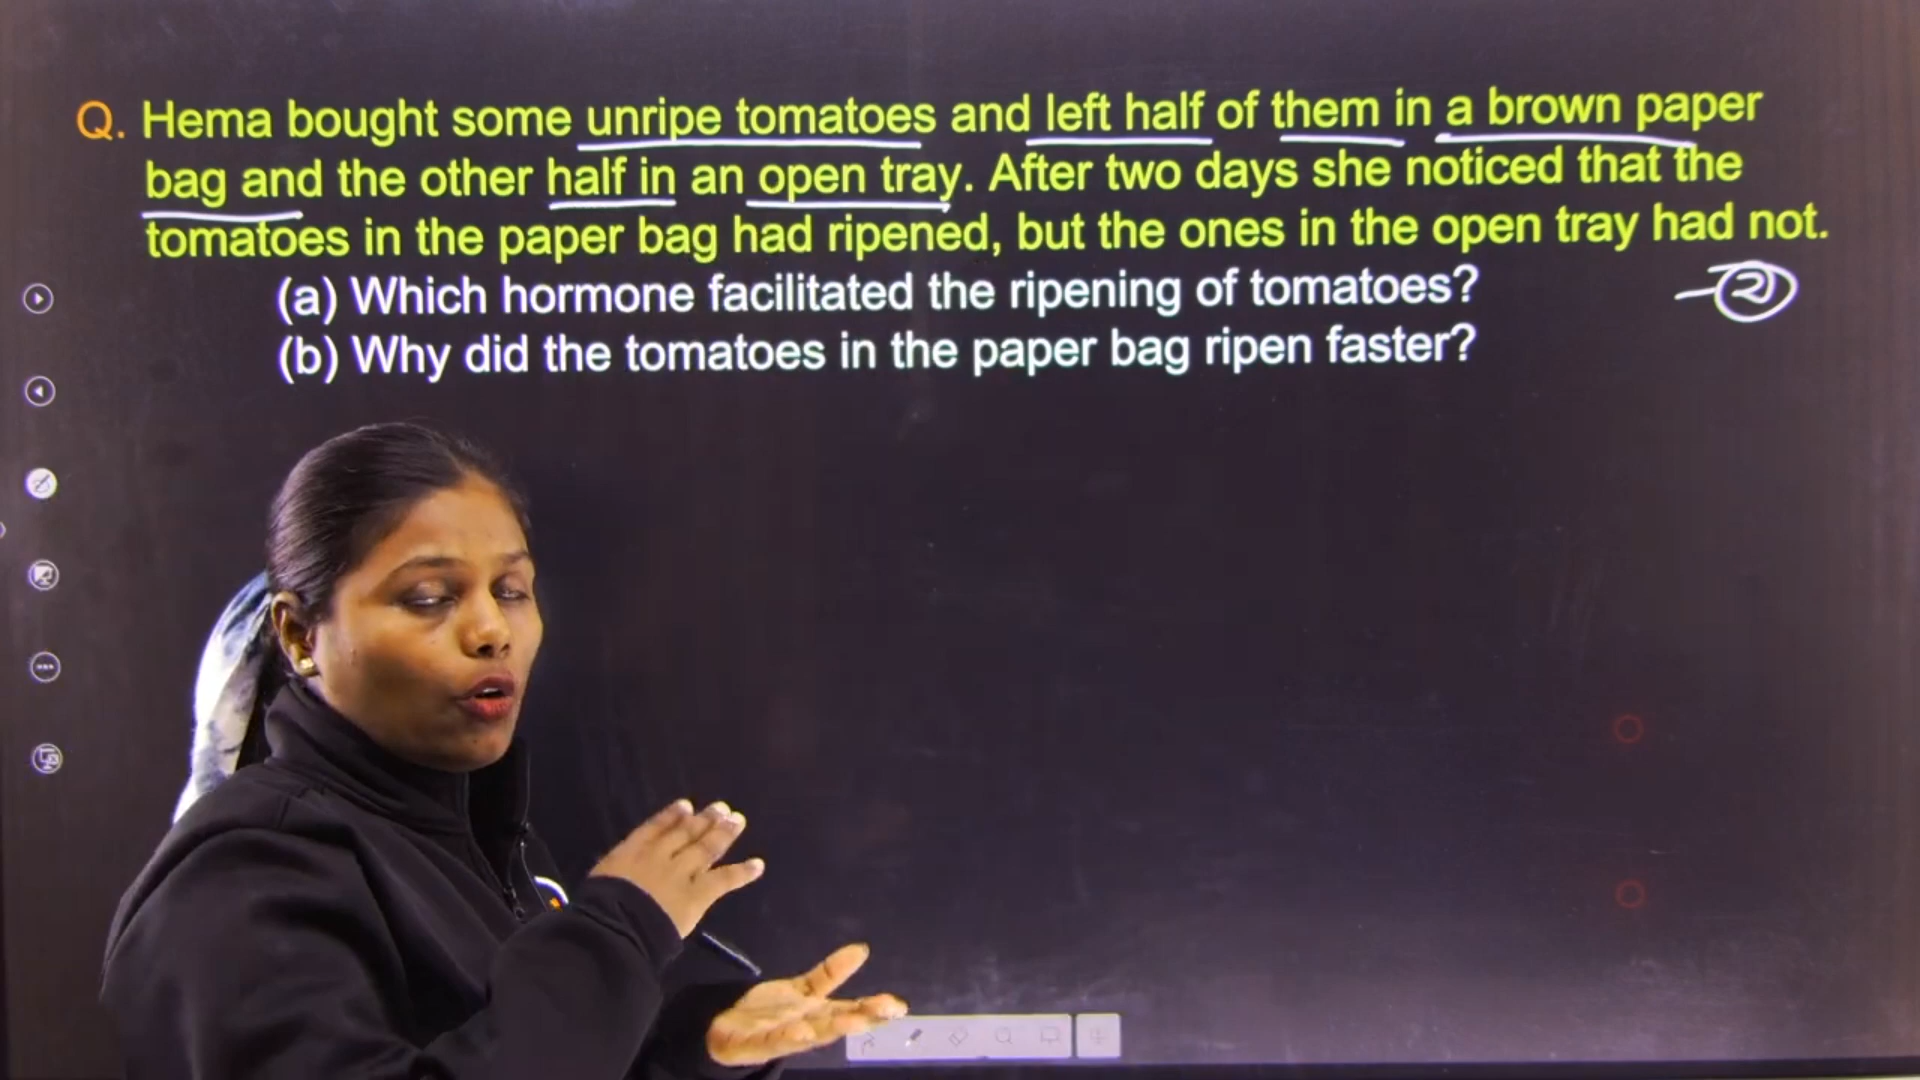 Q. Hema bought some unripe tomatoes and left half of them in a brown paper
bag and the other half in an open tray. After two days she noticed that the
tomatoes in the paper bag had ripened, but the ones in the open tray had not.
(a) Which hormone facilitated the ripening of tomatoes?
2
(b) Why did the tomatoes in the paper bag ripen faster?